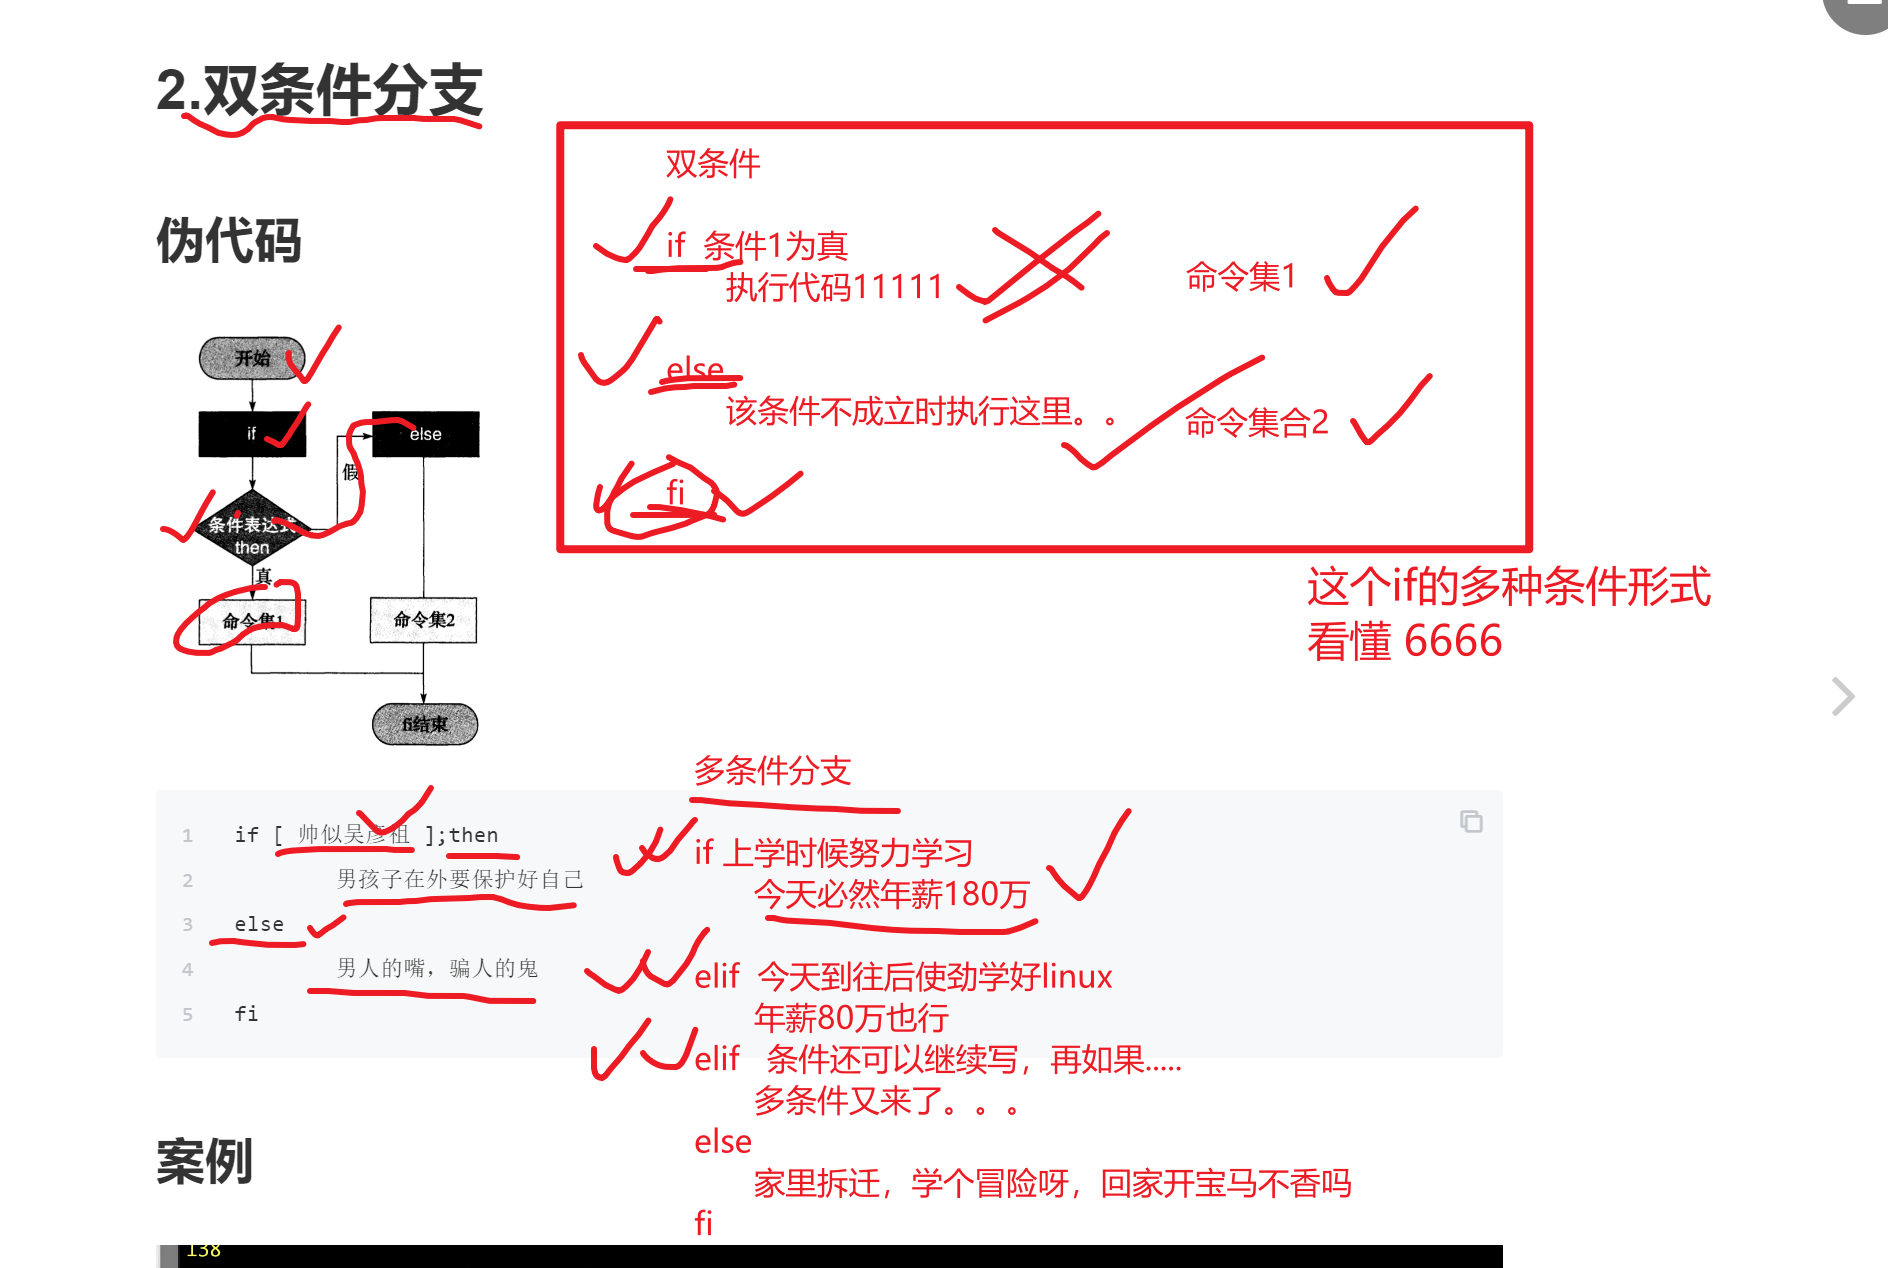 2.双条件分支
双条件
伪代码
if 条件1为真
执行代码11111
命令集1
else
该条件不成立时执行这里。。
命令集合2
fi
开始
if
else
假
条件表达式
then
真
命令集1
命令集2
fi结束
这个if的多种条件形式
看懂 6666
多条件分支
1 if [ 帅似吴彦祖 ];then
2 男孩子在外要保护好自己
3 else
4 男人的嘴，骗人的鬼
5 fi
if 上学时候努力学习
今天必然年薪180万
elif 今天到往后使劲学好linux
年薪80万也行
elif 条件还可以继续写，再如果.....
多条件又来了。。。
else
家里拆迁，学个冒险呀，回家开宝马不香吗
fi
案例
138